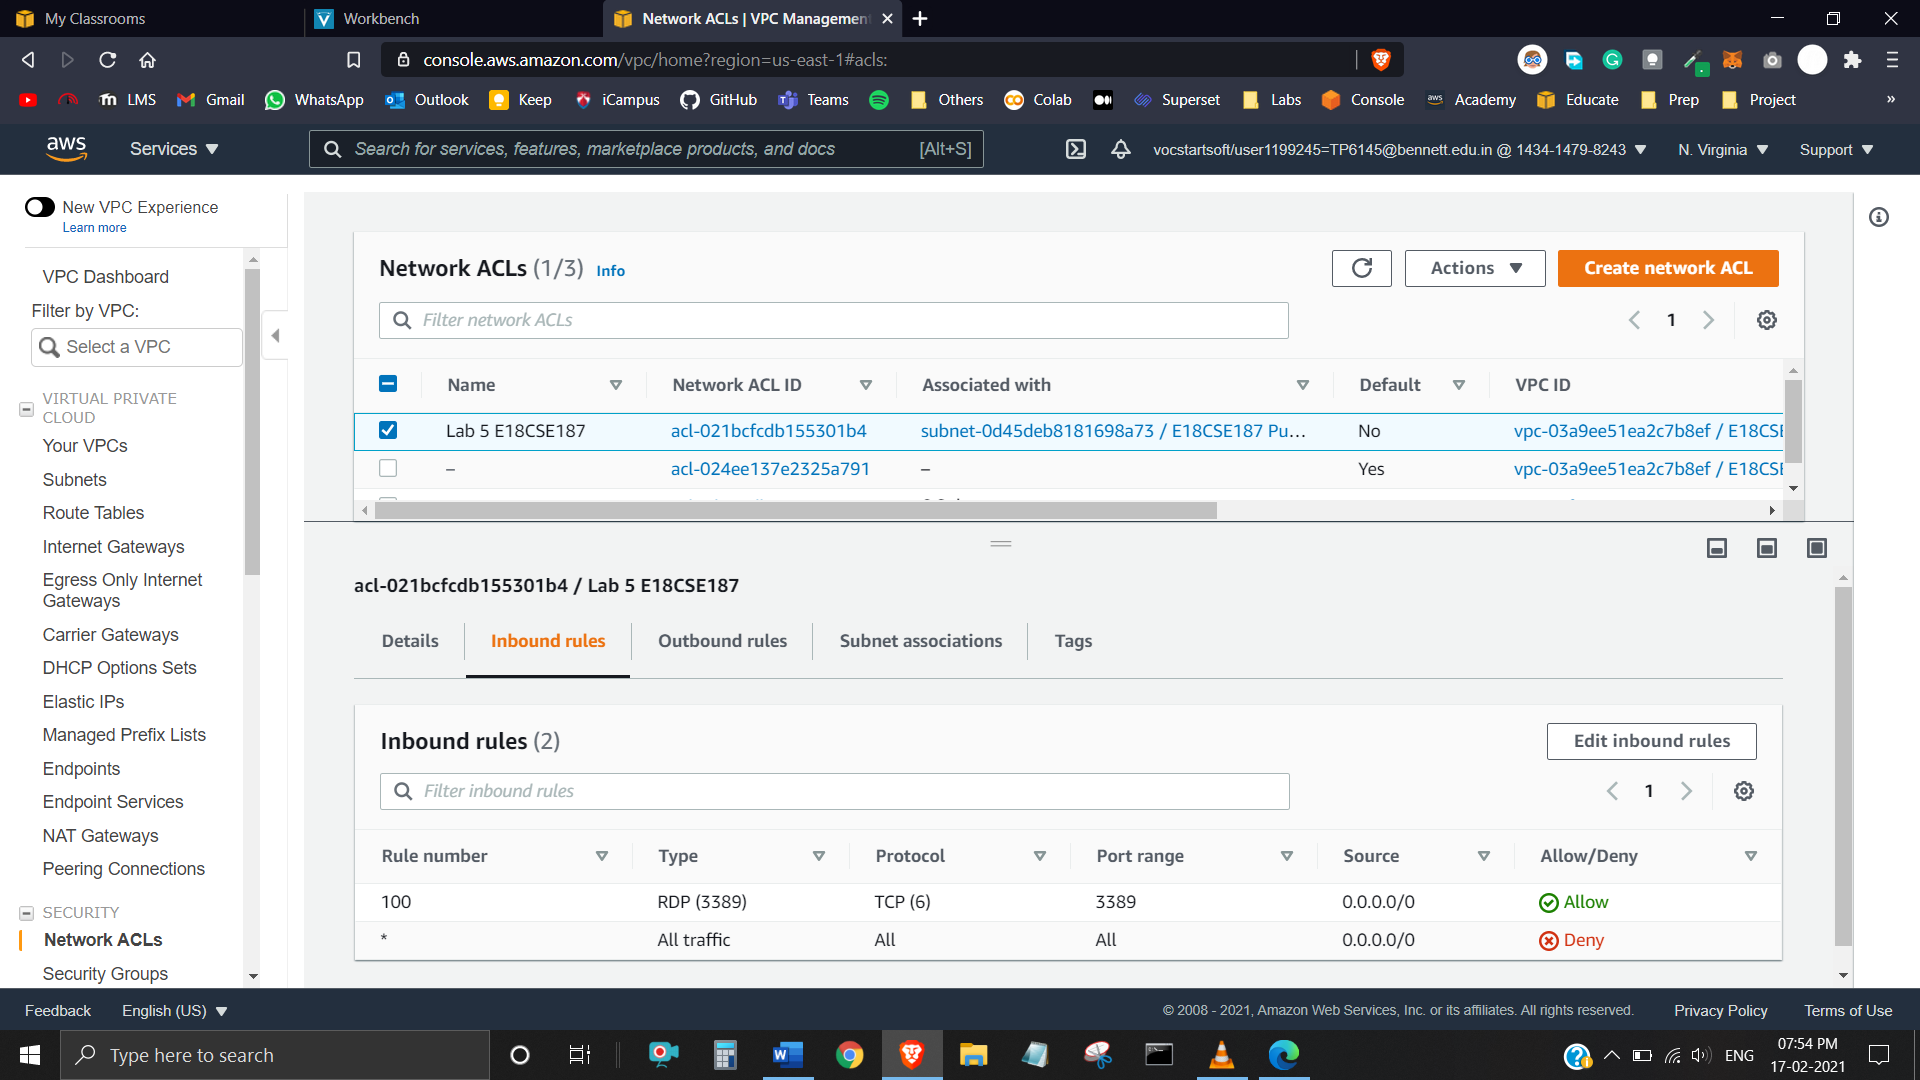 My Classrooms
Workbench
Network ACLs | VPC Managemen
console.aws.amazon.com/vpc/home?region=us-east-1#acls:
LMS
Gmail
WhatsApp
Outlook
Keep
iCampus
GitHub
Teams
Others
Colab
Superset
Labs
Console
aws
Academy
Educate
Prep
Project
»
aws
Services
Search for services, features, marketplace products, and docs
[Alt+S]
vocstartsoft/user1199245=TP6145@bennett.edu.in @ 1434-1479-8243
N. Virginia
Support
New VPC Experience
Learn more
VPC Dashboard
Filter by VPC:
Select a VPC
VIRTUAL PRIVATE
CLOUD
Your VPCs
Subnets
Route Tables
Internet Gateways
Egress Only Internet
Gateways
Carrier Gateways
DHCP Options Sets
Elastic IPs
Managed Prefix Lists
Endpoints
Endpoint Services
NAT Gateways
Peering Connections
SECURITY
Network ACLs
Security Groups
Network ACLs (1/3) Info
Actions
Create network ACL
Filter network ACLs
1
Name Network ACL ID Associated with Default VPC ID
Lab 5 E18CSE187 acl-021bcfcdb155301b4 subnet-0d45deb8181698a73 / E18CSE187 Pu... No vpc-03a9ee51ea2c7b8ef / E18CSE
– acl-024ee137e2325a791 – Yes vpc-03a9ee51ea2c7b8ef / E18CSE
acl-021bcfcdb155301b4 / Lab 5 E18CSE187
Details Inbound rules Outbound rules Subnet associations Tags
Inbound rules (2)
Edit inbound rules
Filter inbound rules
1
Rule number Type Protocol Port range Source Allow/Deny
100 RDP (3389) TCP (6) 3389 0.0.0.0/0 Allow
* All traffic All All 0.0.0.0/0 Deny
Feedback
English (US)
© 2008 - 2021, Amazon Web Services, Inc. or its affiliates. All rights reserved.
Privacy Policy
Terms of Use
Type here to search
ENG
07:54 PM
17-02-2021